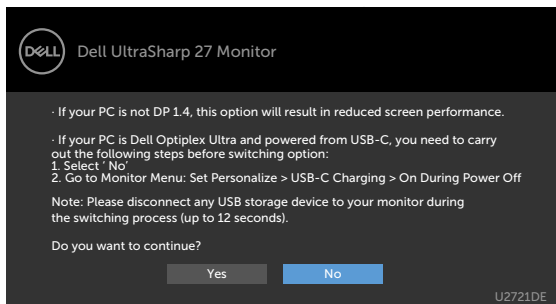 DELL
Dell UltraSharp 27 Monitor
· If your PC is not DP 1.4, this option will result in reduced screen performance.
· If your PC is Dell Optiplex Ultra and powered from USB-C, you need to carry
out the following steps before switching option:
1. Select ‘ No’
2. Go to Monitor Menu: Set Personalize > USB-C Charging > On During Power Off
Note: Please disconnect any USB storage device to your monitor during
the switching process (up to 12 seconds).
Do you want to continue?
Yes No
U2721DE